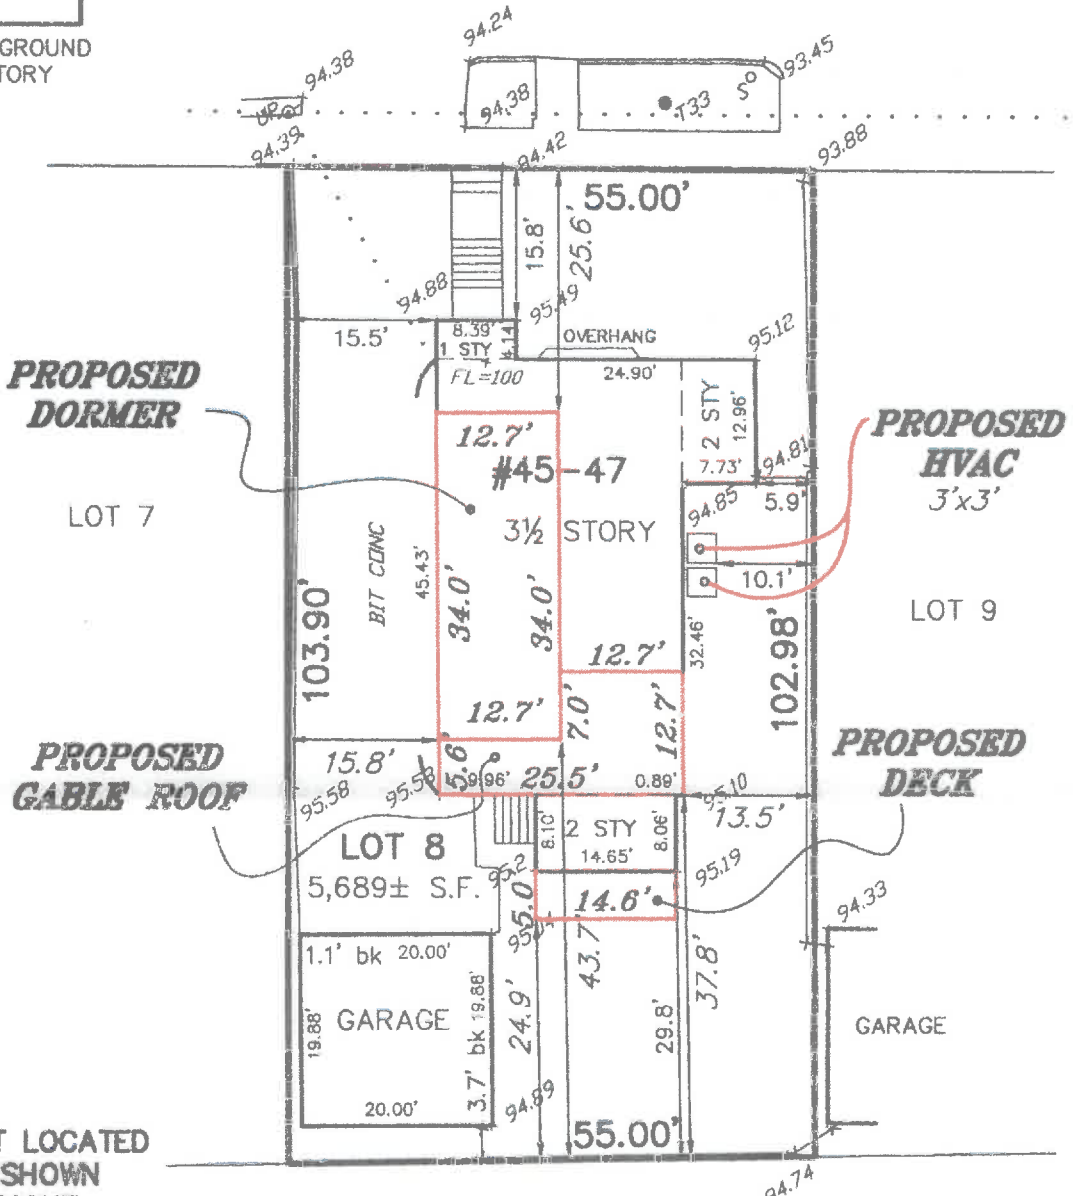 GROUND
TORY
94.24
94.38
93.45
UP
94.38
T33
S
94.39
94.42
93.88
55.00'
15.8'
25.6'
94.88
95.49
15.5'
8.39'
4.14
1 STY
OVERHANG
95.12
FL=100
24.90'
PROPOSED
DORMER
2 STY
12.96'
12.7'
7.73'
94.81
PROPOSED
HVAC
3'x3'
#45-47
94.85
5.9'
LOT 7
3½ STORY
BIT CONC
45.43'
10.1'
103.90'
34.0'
34.0'
LOT 9
12.7'
32.46'
102.98'
12.7'
7.0'
12.7'
PROPOSED
GABLE ROOF
15.8'
5.6'
9.96'
25.5'
0.89'
PROPOSED
DECK
95.58
95.10
13.5'
LOT 8
5,689± S.F.
8.10'
2 STY
8.06'
14.65'
95.2
95.19
5.0
14.6'
94.33
1.1' bk
20.00'
43.7'
37.8'
GARAGE
19.88'
3.7' bk
19.88'
24.9'
29.8'
GARAGE
20.00'
94.89
55.00'
T LOCATED
SHOWN
94.74